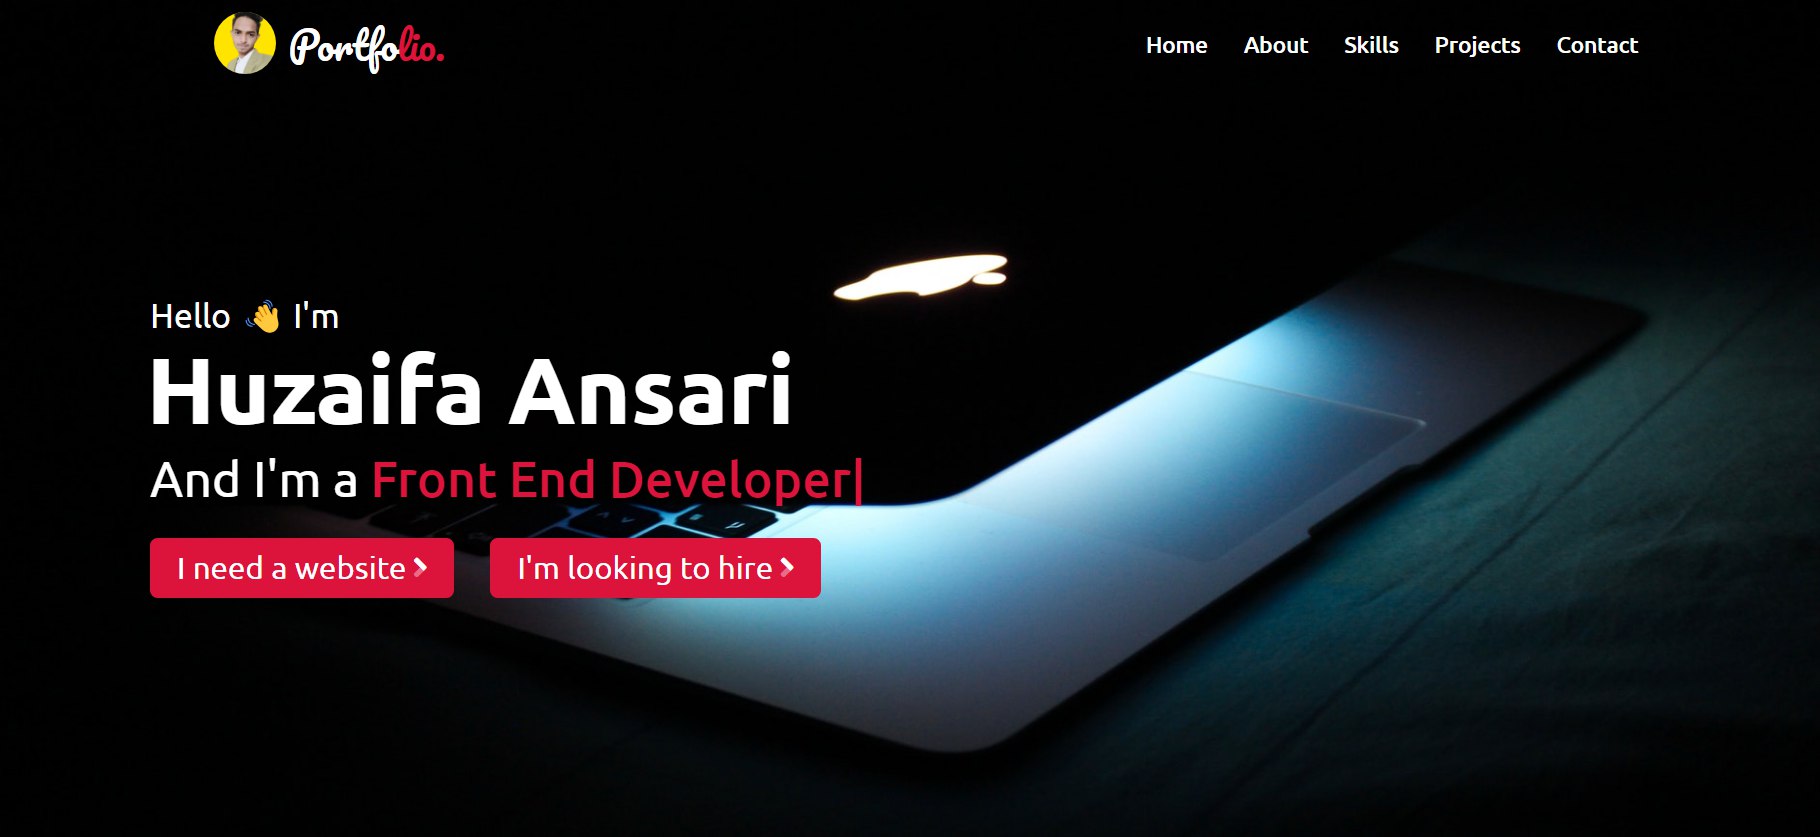 Portfolio.
Home About Skills Projects Contact
Hello 👋 I'm
Huzaifa Ansari
And I'm a Front End Developer|
I need a website
I'm looking to hire